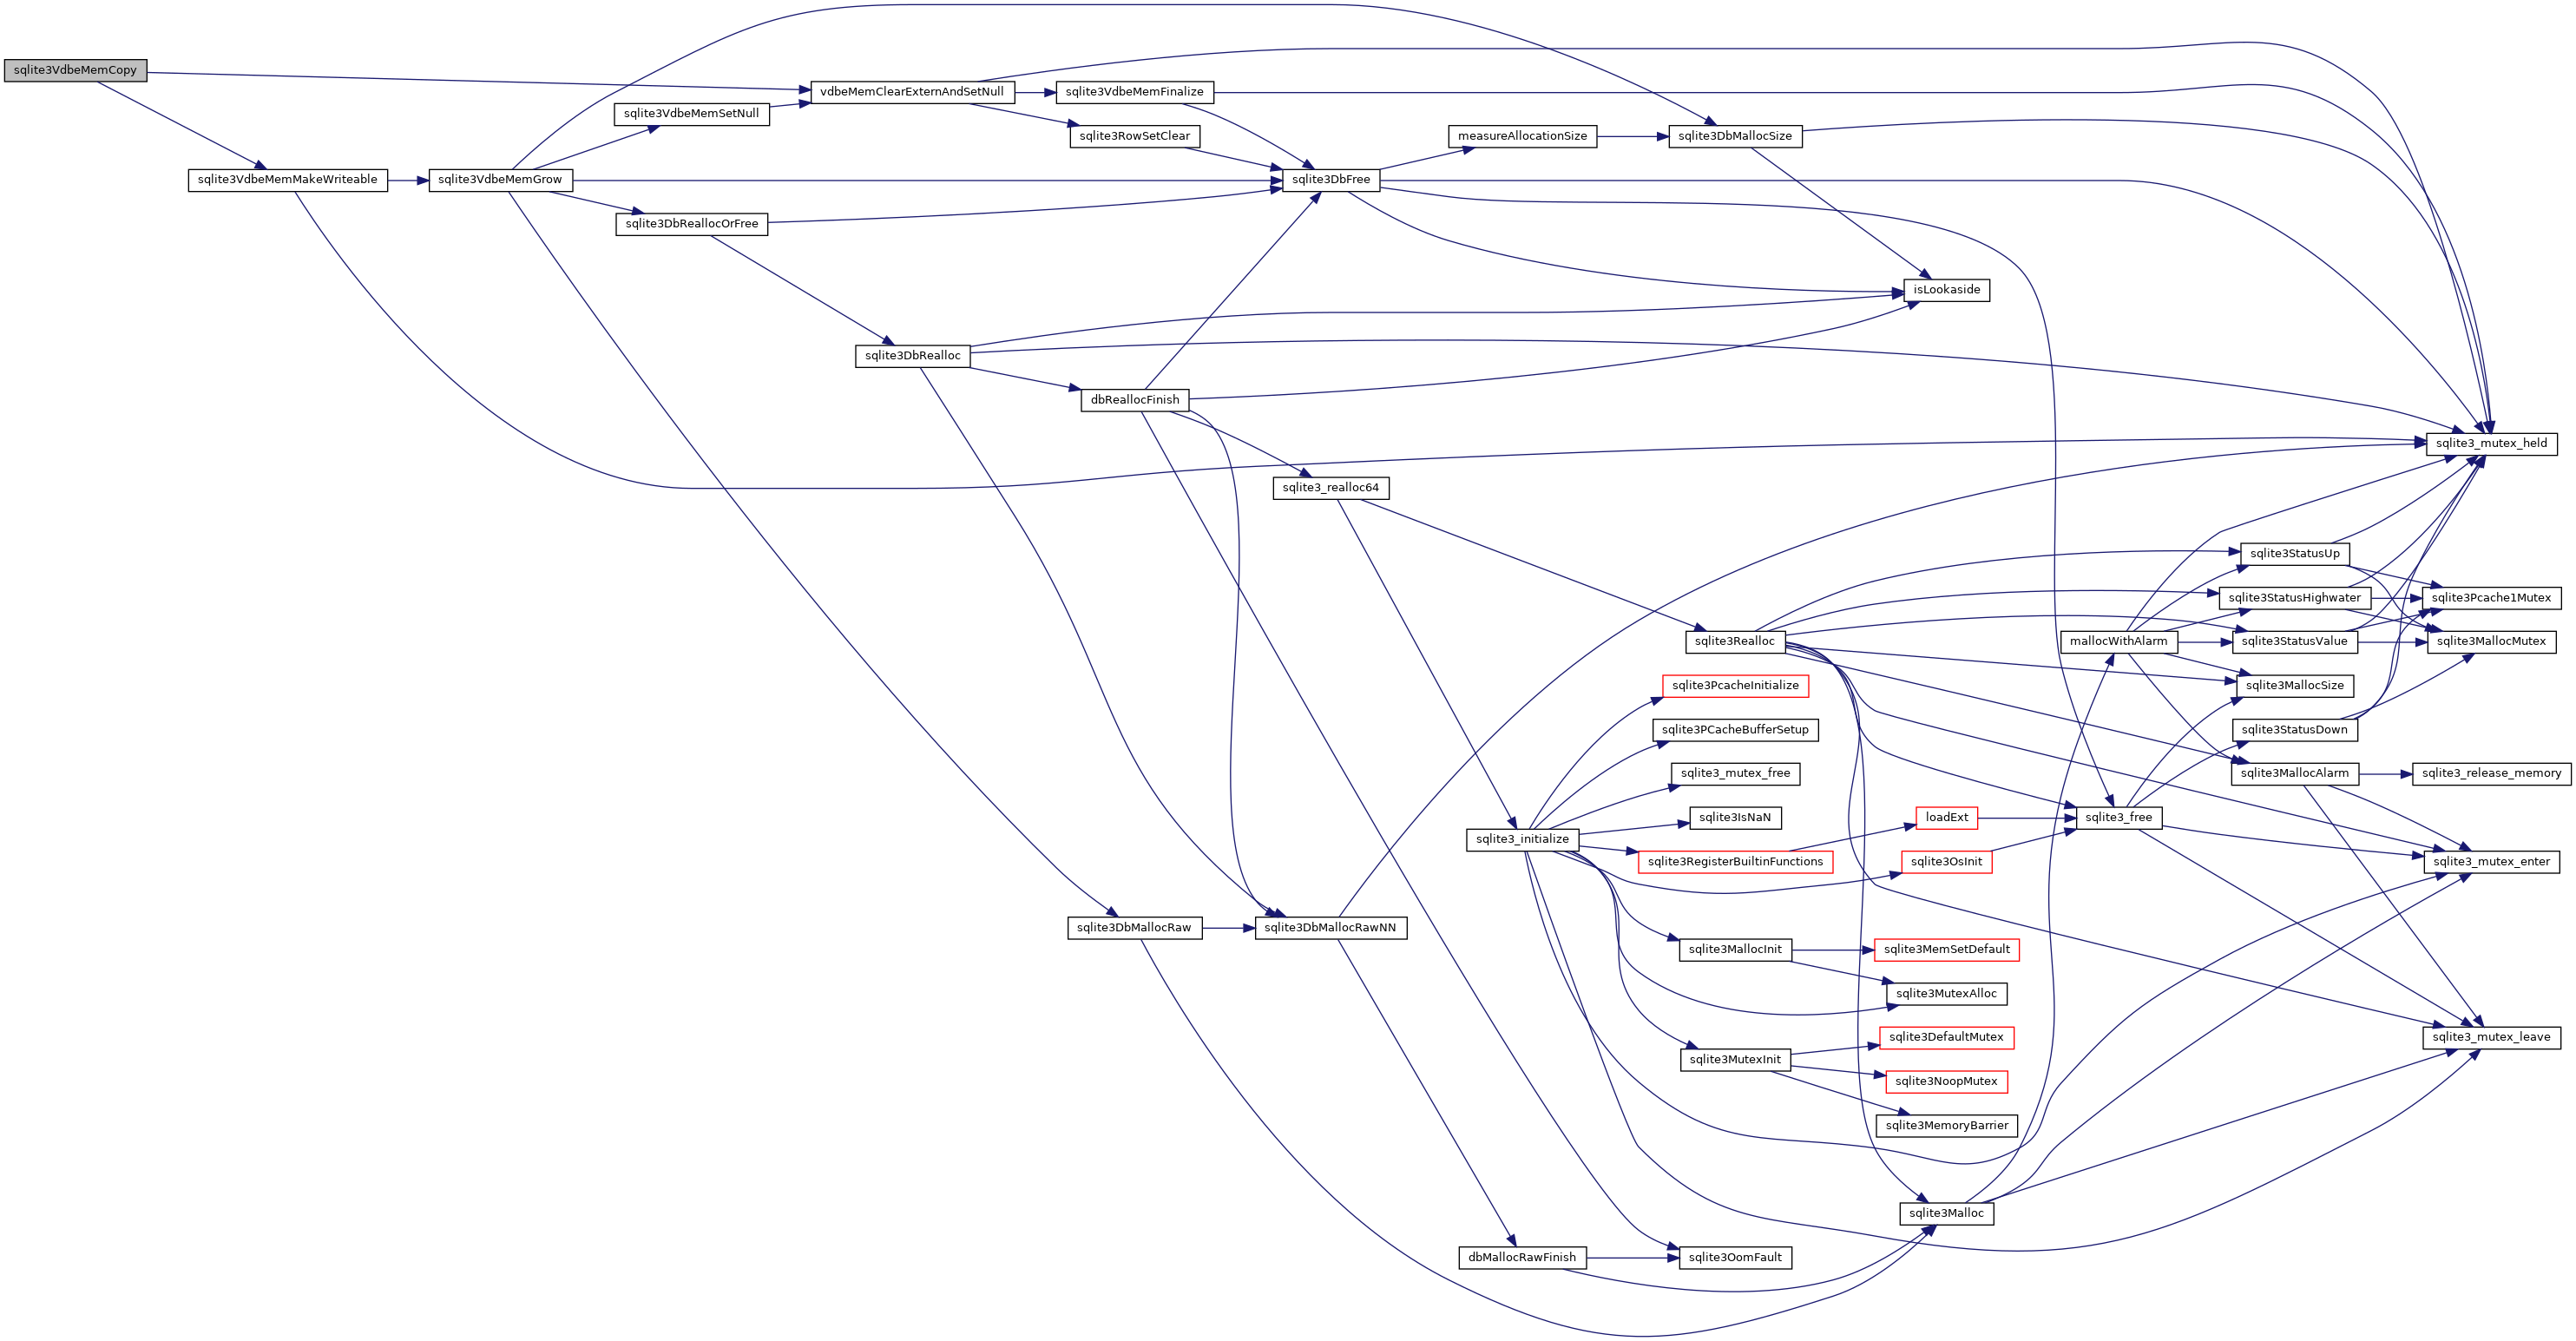 sqlite3VdbeMemCopy
sqlite3VdbeMemMakeWriteable
sqlite3VdbeMemGrow
sqlite3VdbeMemSetNull
sqlite3DbReallocOrFree
vdbeMemClearExternAndSetNull
sqlite3VdbeMemFinalize
sqlite3RowSetClear
sqlite3DbFree
measureAllocationSize
sqlite3DbMallocSize
isLookaside
sqlite3DbRealloc
dbReallocFinish
sqlite3_mutex_held
sqlite3_realloc64
sqlite3StatusUp
sqlite3StatusHighwater
sqlite3Pcache1Mutex
sqlite3Realloc
mallocWithAlarm
sqlite3StatusValue
sqlite3MallocMutex
sqlite3PcacheInitialize
sqlite3MallocSize
sqlite3PCacheBufferSetup
sqlite3StatusDown
sqlite3_mutex_free
sqlite3MallocAlarm
sqlite3_release_memory
sqlite3IsNaN
loadExt
sqlite3_free
sqlite3_initialize
sqlite3RegisterBuiltinFunctions
sqlite3OsInit
sqlite3_mutex_enter
sqlite3DbMallocRaw
sqlite3DbMallocRawNN
sqlite3MallocInit
sqlite3MemSetDefault
sqlite3MutexAlloc
sqlite3DefaultMutex
sqlite3_mutex_leave
sqlite3MutexInit
sqlite3NoopMutex
sqlite3MemoryBarrier
sqlite3Malloc
dbMallocRawFinish
sqlite3OomFault